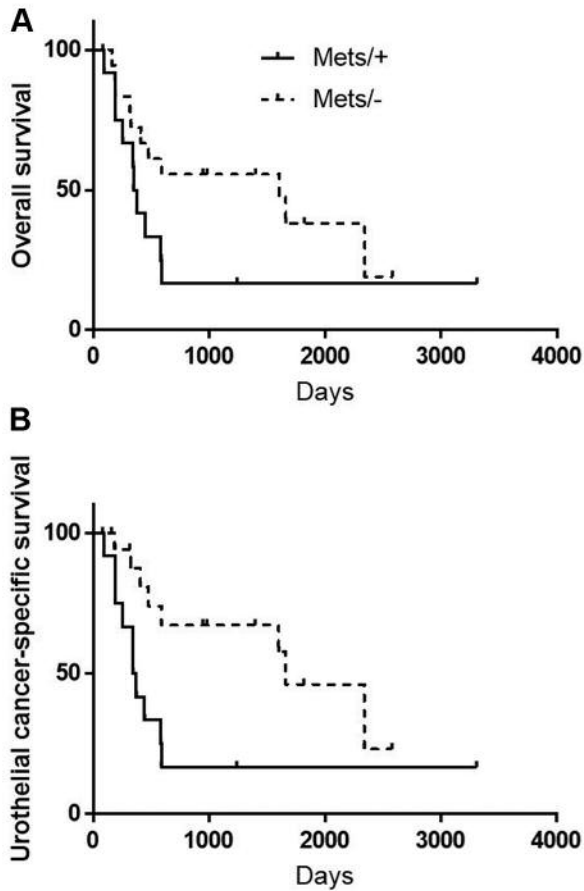 A
Mets/+
Mets/-
Overall survival
100
50
0
0 1000 2000 3000 4000
Days
B
Urothelial cancer-specific survival
100
50
0
0 1000 2000 3000 4000
Days